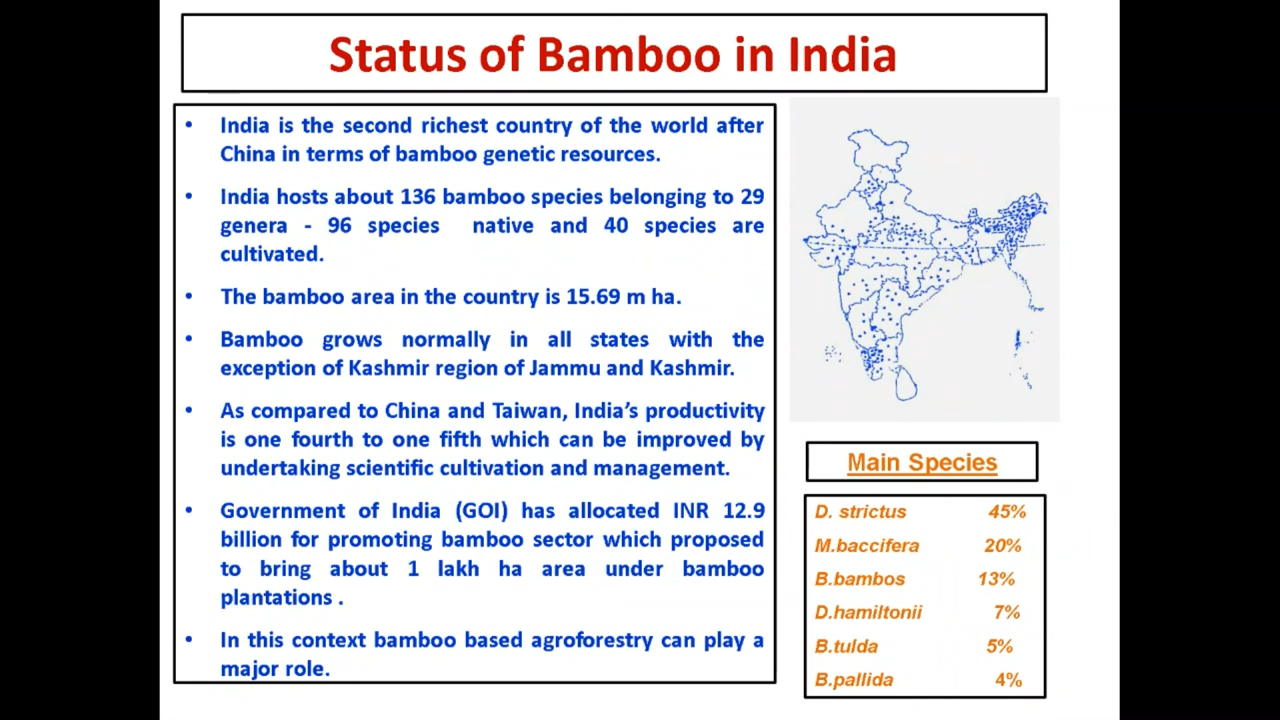 Status of Bamboo in India
• India is the second richest country of the world after
China in terms of bamboo genetic resources.
• India hosts about 136 bamboo species belonging to 29
genera - 96 species native and 40 species are
cultivated.
• The bamboo area in the country is 15.69 m ha.
• Bamboo grows normally in all states with the
exception of Kashmir region of Jammu and Kashmir.
• As compared to China and Taiwan, India’s productivity
is one fourth to one fifth which can be improved by
undertaking scientific cultivation and management.
• Government of India (GOI) has allocated INR 12.9
billion for promoting bamboo sector which proposed
to bring about 1 lakh ha area under bamboo
plantations .
• In this context bamboo based agroforestry can play a
major role.
Main Species
D. strictus 45%
M.baccifera 20%
B.bambos 13%
D.hamiltonii 7%
B.tulda 5%
B.pallida 4%